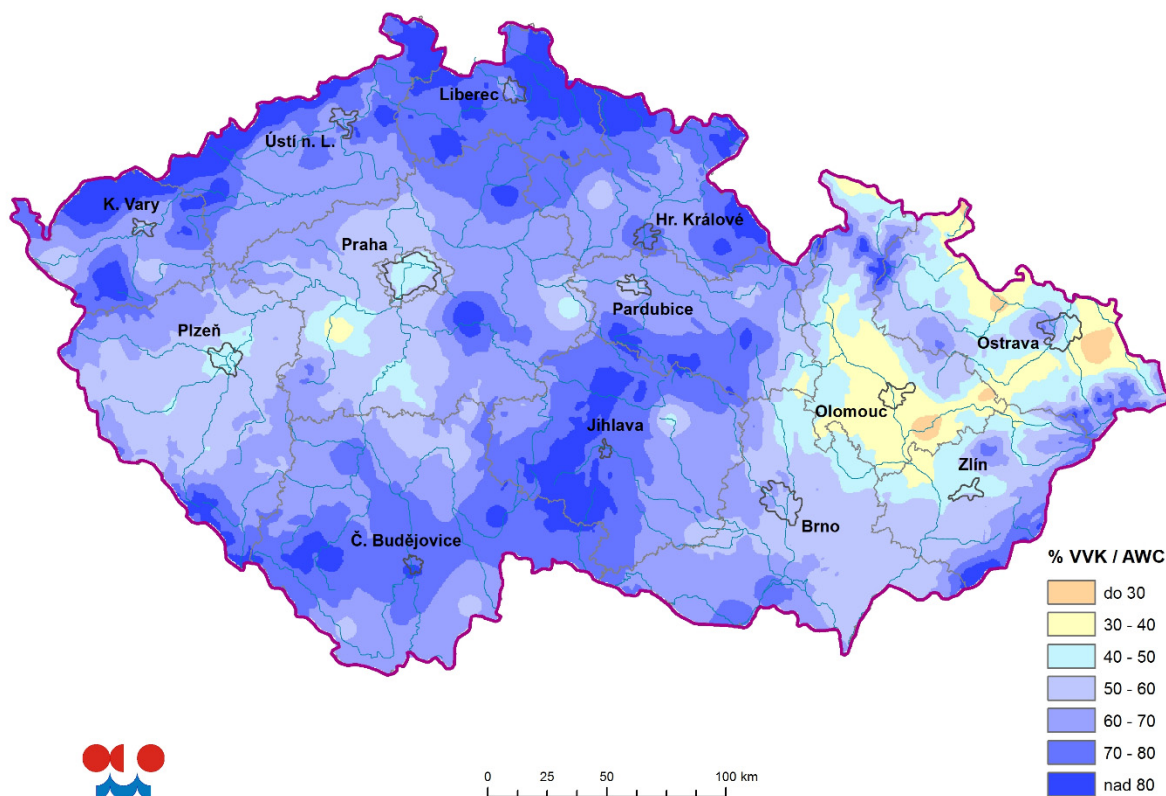 Liberec
Ústí n. L.
K. Vary
Hr. Králové
Praha
Pardubice
Plzeň
Ostrava
Olomouc
Jihlava
Zlín
Brno
Č. Budějovice
% VVK / AWC
do 30
30 - 40
40 - 50
50 - 60
60 - 70
70 - 80
nad 80
0 25 50 100 km